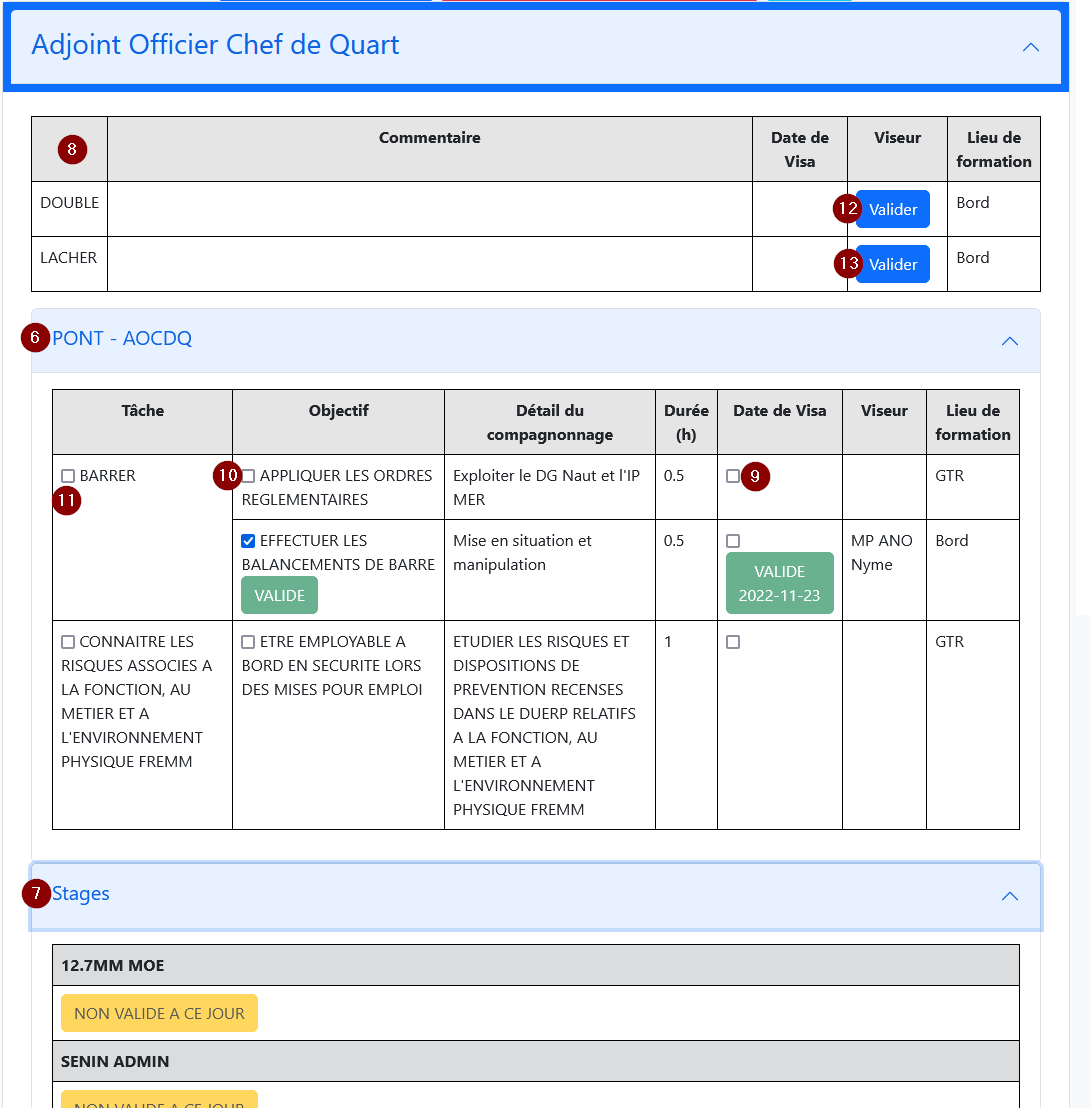 Adjoint Officier Chef de Quart
8
Commentaire
Date de
Visa
Viseur
Lieu de
formation
DOUBLE
12
Valider
Bord
LACHER
13
Valider
Bord
6
PONT - AOCDQ
Tâche
Objectif
Détail du
compagnonnage
Durée
(h)
Date de Visa
Viseur
Lieu de
formation
BARRER
11
10
APPLIQUER LES ORDRES
REGLEMENTAIRES
Exploiter le DG Naut et l'IP
MER
0.5
9
GTR
EFFECTUER LES
BALANCEMENTS DE BARRE
VALIDE
Mise en situation et
manipulation
0.5
VALIDE
2022-11-23
MP ANO
Nyme
Bord
CONNAITRE LES
RISQUES ASSOCIES A
LA FONCTION, AU
METIER ET A
L'ENVIRONNEMENT
PHYSIQUE FREMM
ETRE EMPLOYABLE A
BORD EN SECURITE LORS
DES MISES POUR EMPLOI
ETUDIER LES RISQUES ET
DISPOSITIONS DE
PREVENTION RECENSES
DANS LE DUERP RELATIFS
A LA FONCTION, AU
METIER ET A
L'ENVIRONNEMENT
PHYSIQUE FREMM
1
GTR
7
Stages
12.7MM MOE
NON VALIDE A CE JOUR
SENIN ADMIN
NON VALIDE A CE JOUR